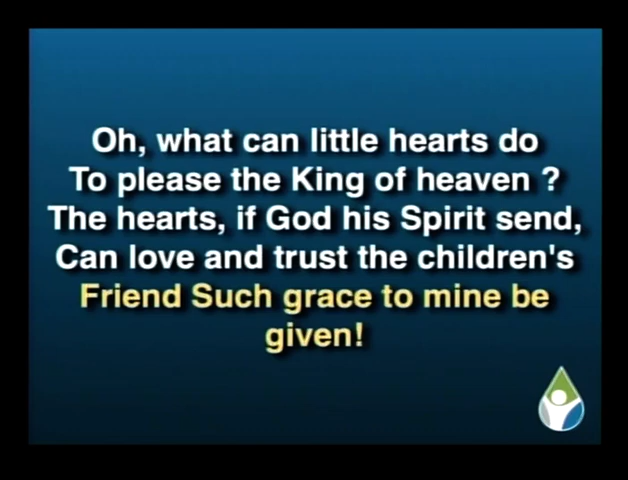 Oh, what can little hearts do
To please the King of heaven ?
The hearts, if God his Spirit send,
Can love and trust the children's
Friend Such grace to mine be
given!